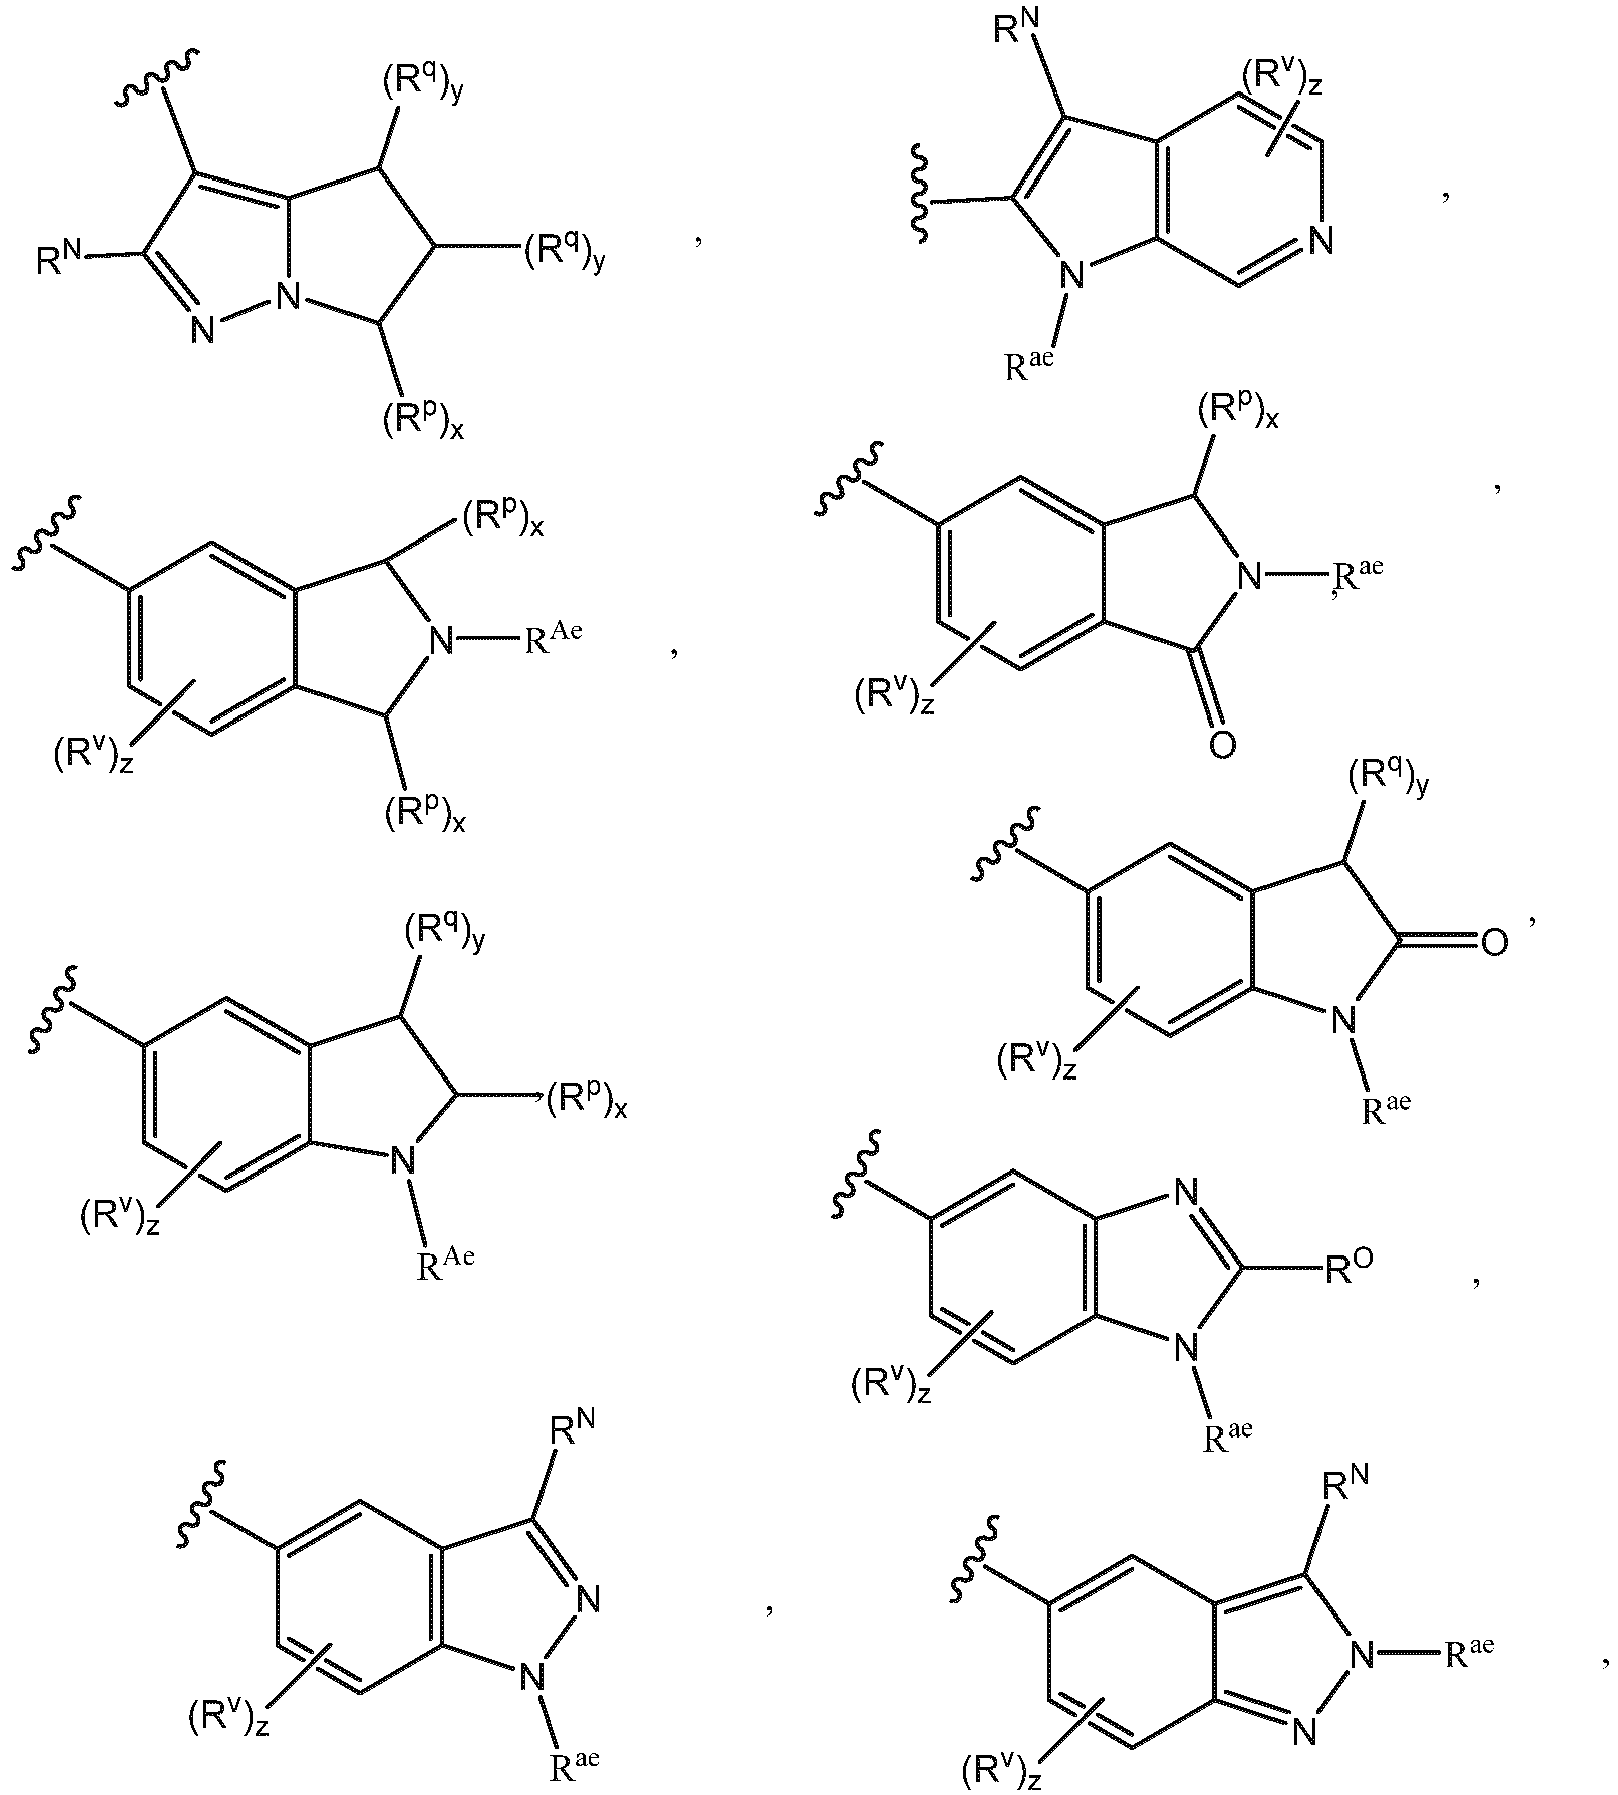 (R^q)_y
R^N
(R^q)_y
N
N
(R^p)_x
,
R^N
(R^v)_z
N
N
R^ae
,
(R^p)_x
N
R^Ae
(R^v)_z
(R^p)_x
,
(R^p)_x
N
R^ae
,
(R^v)_z
O
,
(R^q)_y
(R^p)_x
,
N
(R^v)_z
R^Ae
(R^q)_y
O
,
N
(R^v)_z
R^ae
N
R^O
,
N
(R^v)_z
R^ae
R^N
N
N
(R^v)_z
R^ae
,
R^N
N
R^ae
N
(R^v)_z
,